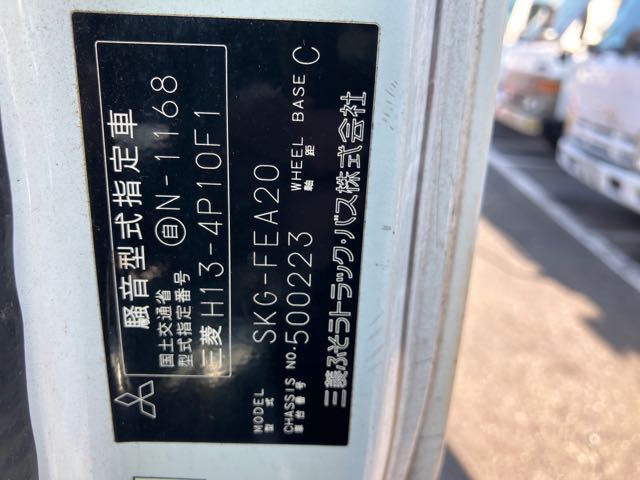 騒音型式指定車
国土交通省
型式指定番号 自N-1168
三菱 H13-4P10F1
MODEL
型式 SKG-FEA20
CHASSIS NO.
車台番号 500223 WHEEL BASE
軸距 C
三菱ふそうトラック・バス株式会社